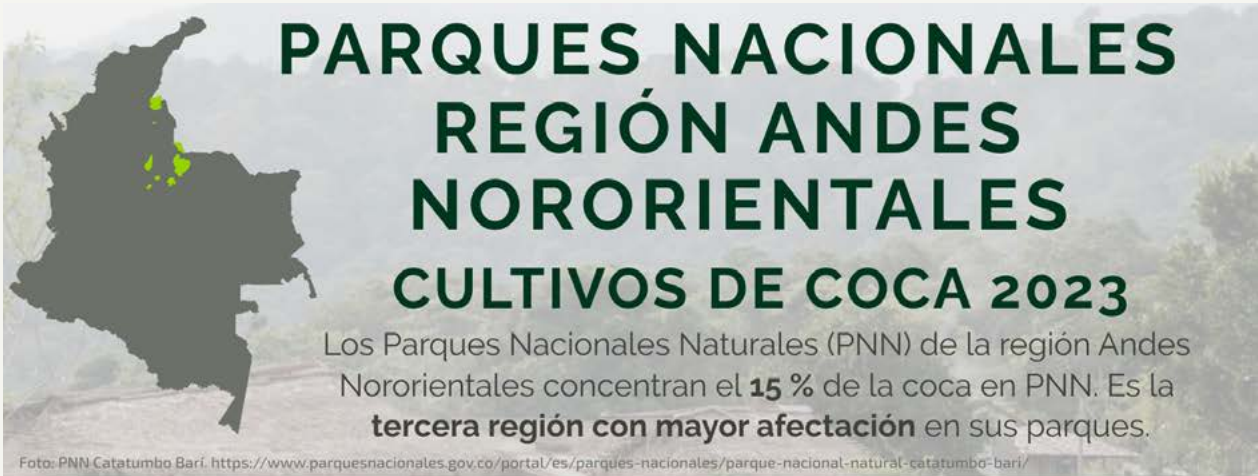 PARQUES NACIONALES
REGIÓN ANDES
NORORIENTALES
CULTIVOS DE COCA 2023
Los Parques Nacionales Naturales (PNN) de la región Andes
Nororientales concentran el 15 % de la coca en PNN. Es la
tercera región con mayor afectación en sus parques.
Foto: PNN Catatumbo Barí. https://www.parquesnacionales.gov.co/portal/es/parques-nacionales/parque-nacional-natural-catatumbo-bari/